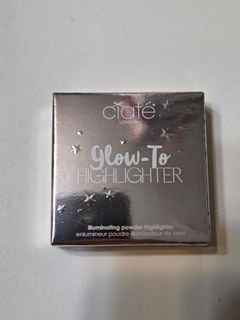 ciaté
LONDON
Glow-To
HIGHLIGHTER
illuminating powder highlighter
enlumineur poudre illuminateur de teint